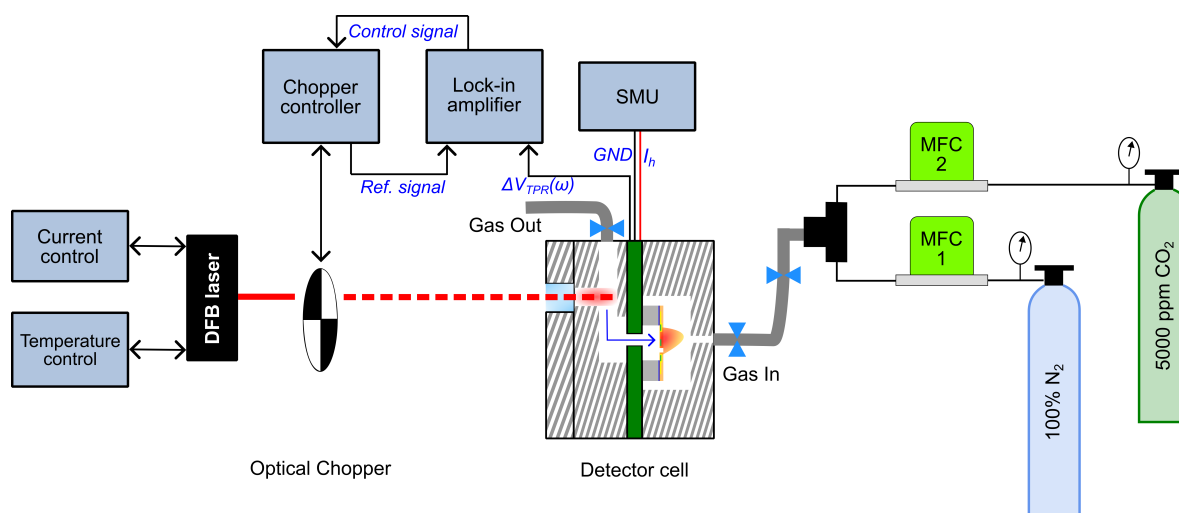 Control signal
Chopper
controller
Lock-in
amplifier
SMU
GND
I_h
Ref. signal
ΔV_TPR(ω)
Gas Out
MFC
2
MFC
1
Current
control
Temperature
control
DFB laser
Gas In
5000 ppm CO₂
100% N₂
Optical Chopper
Detector cell